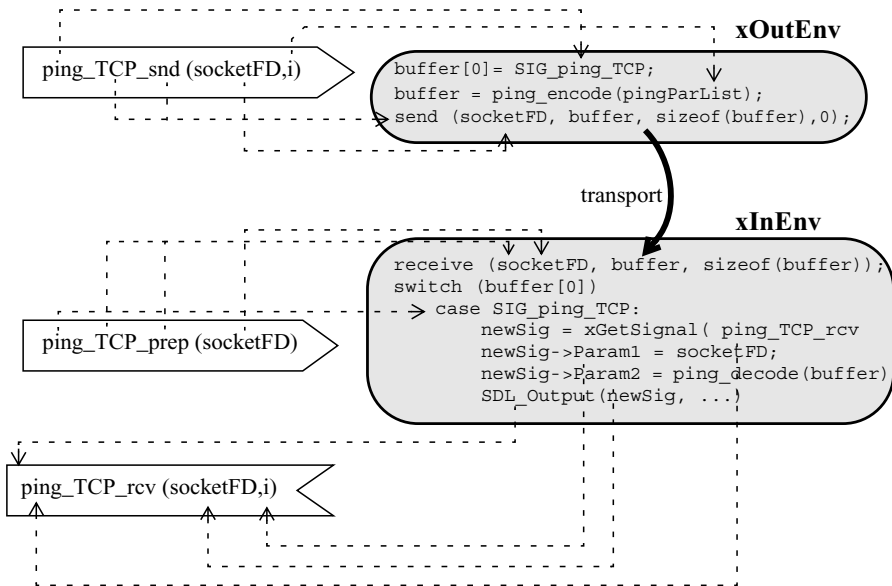 xOutEnv
ping_TCP_snd (socketFD,i)
buffer[0]= SIG_ping_TCP;
buffer = ping_encode(pingParList);
send (socketFD, buffer, sizeof(buffer),0);
transport
xInEnv
receive (socketFD, buffer, sizeof(buffer));
switch (buffer[0])
case SIG_ping_TCP:
newSig = xGetSignal( ping_TCP_rcv
newSig->Param1 = socketFD;
newSig->Param2 = ping_decode(buffer)
SDL_Output(newSig, ...)
ping_TCP_prep (socketFD)
ping_TCP_rcv (socketFD,i)